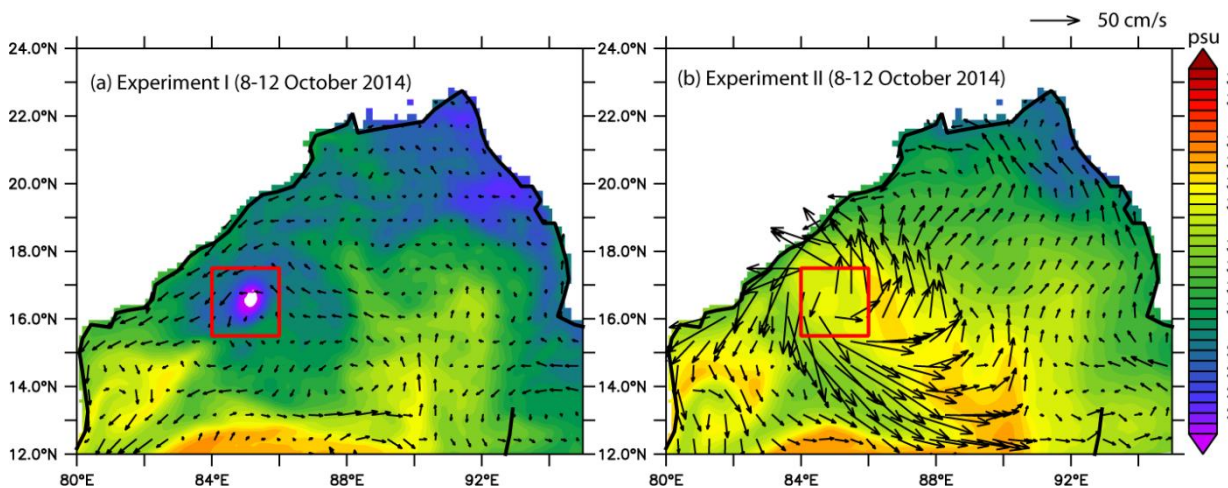 50 cm/s
psu
24.0°N 24.0°N
(a) Experiment I (8-12 October 2014) (b) Experiment II (8-12 October 2014)
22.0°N 22.0°N
20.0°N 20.0°N
18.0°N 18.0°N
16.0°N 16.0°N
14.0°N 14.0°N
12.0°N 12.0°N
80°E 84°E 88°E 92°E 80°E 84°E 88°E 92°E